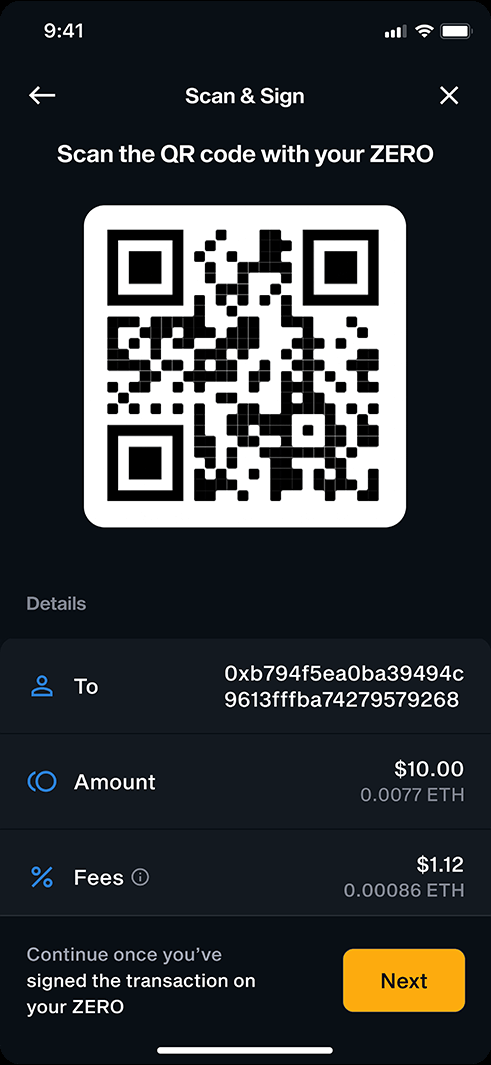 9:41
Scan & Sign
Scan the QR code with your ZERO
Details
To
0xb794f5ea0ba39494c
9613fffba74279579268
Amount
$10.00
0.0077 ETH
Fees
$1.12
0.00086 ETH
Continue once you’ve
signed the transaction on
your ZERO
Next